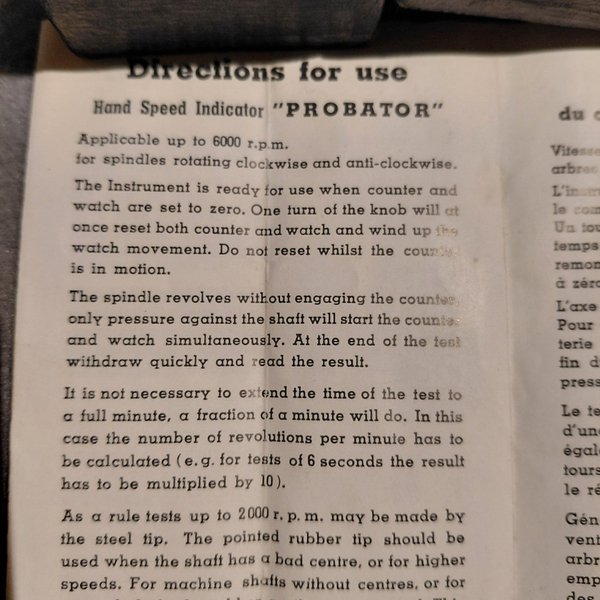 Directions for use
Hand Speed Indicator "PROBATOR"
Applicable up to 6000 r.p.m.
for spindles rotating clockwise and anti-clockwise.
The Instrument is ready for use when counter and
watch are set to zero. One turn of the knob will at
once reset both counter and watch and wind up the
watch movement. Do not reset whilst the counter
is in motion.
The spindle revolves without engaging the counter,
only pressure against the shaft will start the counter
and watch simultaneously. At the end of the test
withdraw quickly and read the result.
It is not necessary to extend the time of the test to
a full minute, a fraction of a minute will do. In this
case the number of revolutions per minute has to
be calculated (e.g. for tests of 6 seconds the result
has to be multiplied by 10).
As a rule tests up to 2000 r. p. m. may be made by
the steel tip. The pointed rubber tip should be
used when the shaft has a bad centre, or for higher
speeds. For machine shafts without centres, or for
du
Vitesse
arbres
L'ins
le com
Un tou
temps
remon
à zéro
L'axe
Pour
terie
fin d
press
Le te
d'une
égale
tours
le ré
Gén
vent
arbr
emp
des